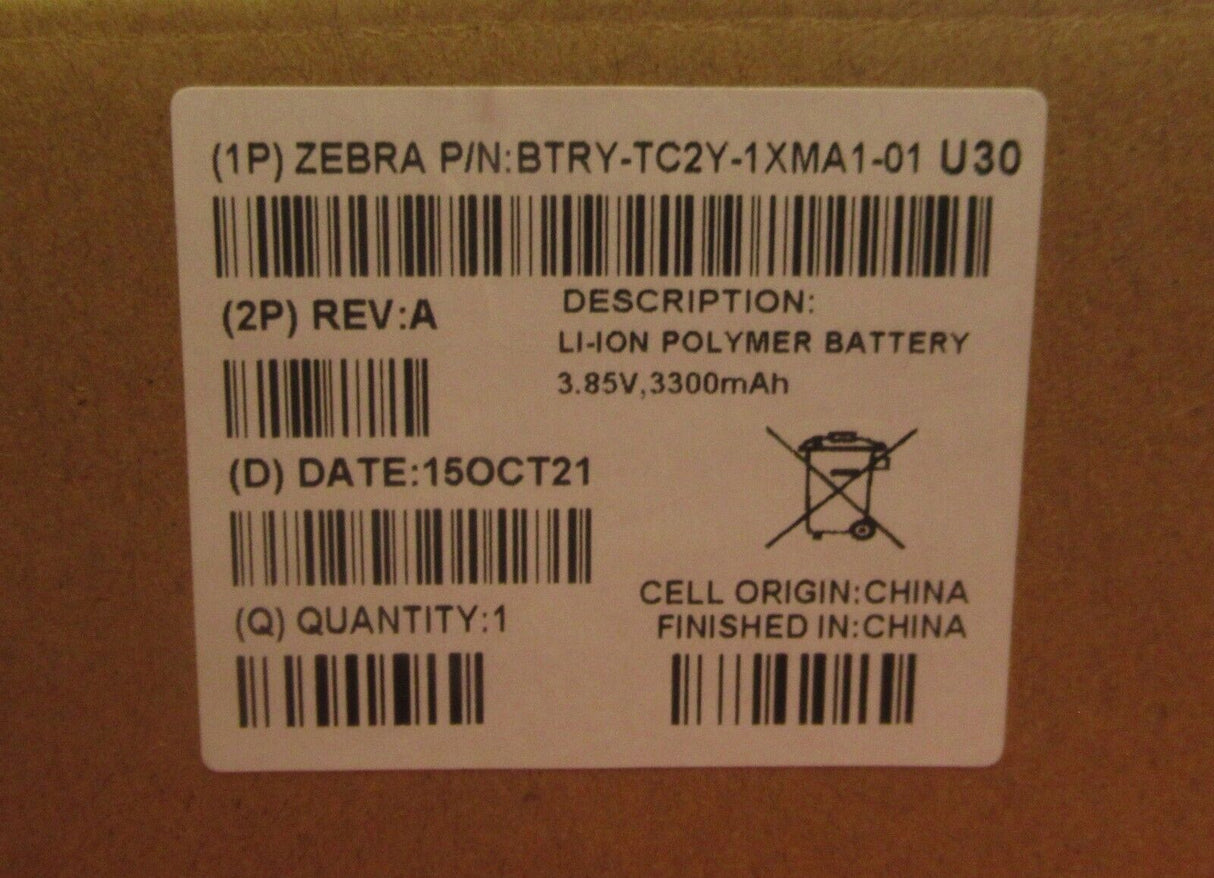 (1P) ZEBRA P/N:BTRY-TC2Y-1XMA1-01 U30
(2P) REV:A
DESCRIPTION:
LI-ION POLYMER BATTERY
3.85V,3300mAh
(D) DATE:15OCT21
(Q) QUANTITY:1
CELL ORIGIN:CHINA
FINISHED IN:CHINA